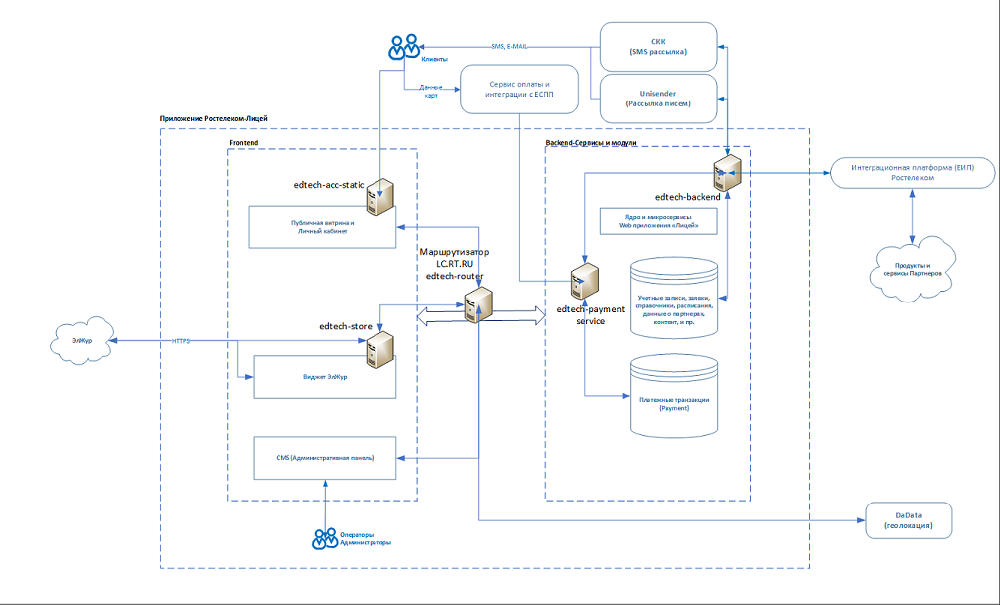 СКК
(SMS рассылка)
SMS, E-MAIL
Клиенты
Данные
карт
Сервис оплаты и
интеграции с ЕСПП
Unisender
(Рассылка писем)
Приложение Ростелеком-Лицей
Frontend
Backend-Сервисы и модули
edtech-acc-static
edtech-backend
Интеграционная платформа (ЕИП)
Ростелеком
Публичная витрина и
Личный кабинет
Ядро и микросервисы
Web приложения «Лицей»
Маршрутизатор
LC.RT.RU
edtech-router
Продукты и
сервисы Партнеров
Учетные записи, заявки,
справочники, расписания,
данные о партнерах,
контент, и пр.
edtech-payment
service
edtech-store
ЭлЖур
HTTPS
Виджет ЭлЖур
Платежные транзакции
(Payment)
CMS (Административная панель)
DaData
(геолокация)
Операторы
Администраторы